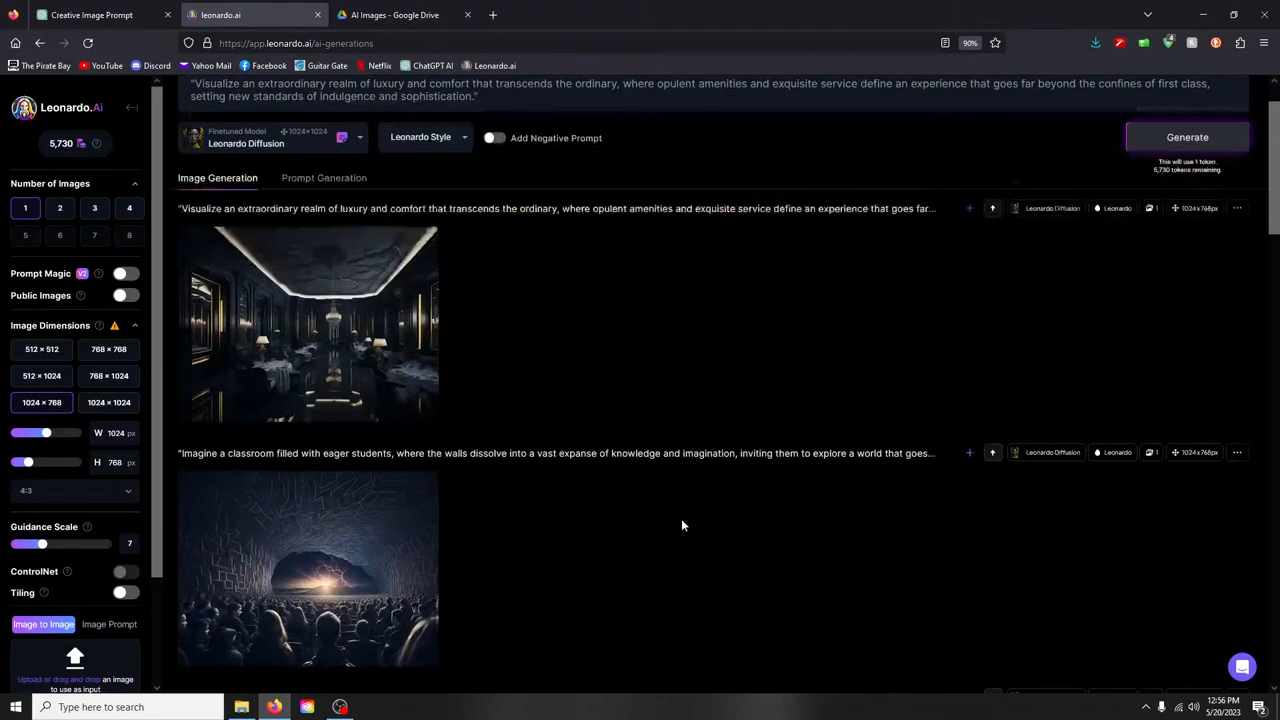 Creative Image Prompt
leonardo.ai
AI Images - Google Drive
https://app.leonardo.ai/ai-generations
90%
The Pirate Bay
YouTube
Discord
Yahoo Mail
Facebook
Guitar Gate
Netflix
ChatGPT AI
Leonardo.ai
Leonardo.Ai
5,730
Number of Images
1 2 3 4
5 6 7 8
Prompt Magic V2
Public Images
Image Dimensions
512 × 512 768 × 768
512 × 1024 768 × 1024
1024 × 768 1024 × 1024
W 1024 px
H 768 px
4:3
Guidance Scale
7
ControlNet
Tiling
Image to Image Image Prompt
Upload or drag and drop an image
to use as input
"Visualize an extraordinary realm of luxury and comfort that transcends the ordinary, where opulent amenities and exquisite service define an experience that goes far beyond the confines of first class,
setting new standards of indulgence and sophistication."
Finetuned Model 1024×1024
Leonardo Diffusion
Leonardo Style
Add Negative Prompt
Generate
This will use 1 token.
5,730 tokens remaining.
Image Generation Prompt Generation
"Visualize an extraordinary realm of luxury and comfort that transcends the ordinary, where opulent amenities and exquisite service define an experience that goes far...
Leonardo Diffusion Leonardo 1 1024x768px
"Imagine a classroom filled with eager students, where the walls dissolve into a vast expanse of knowledge and imagination, inviting them to explore a world that goes...
Leonardo Diffusion Leonardo 1 1024x768px
Type here to search
12:56 PM
5/20/2023
2